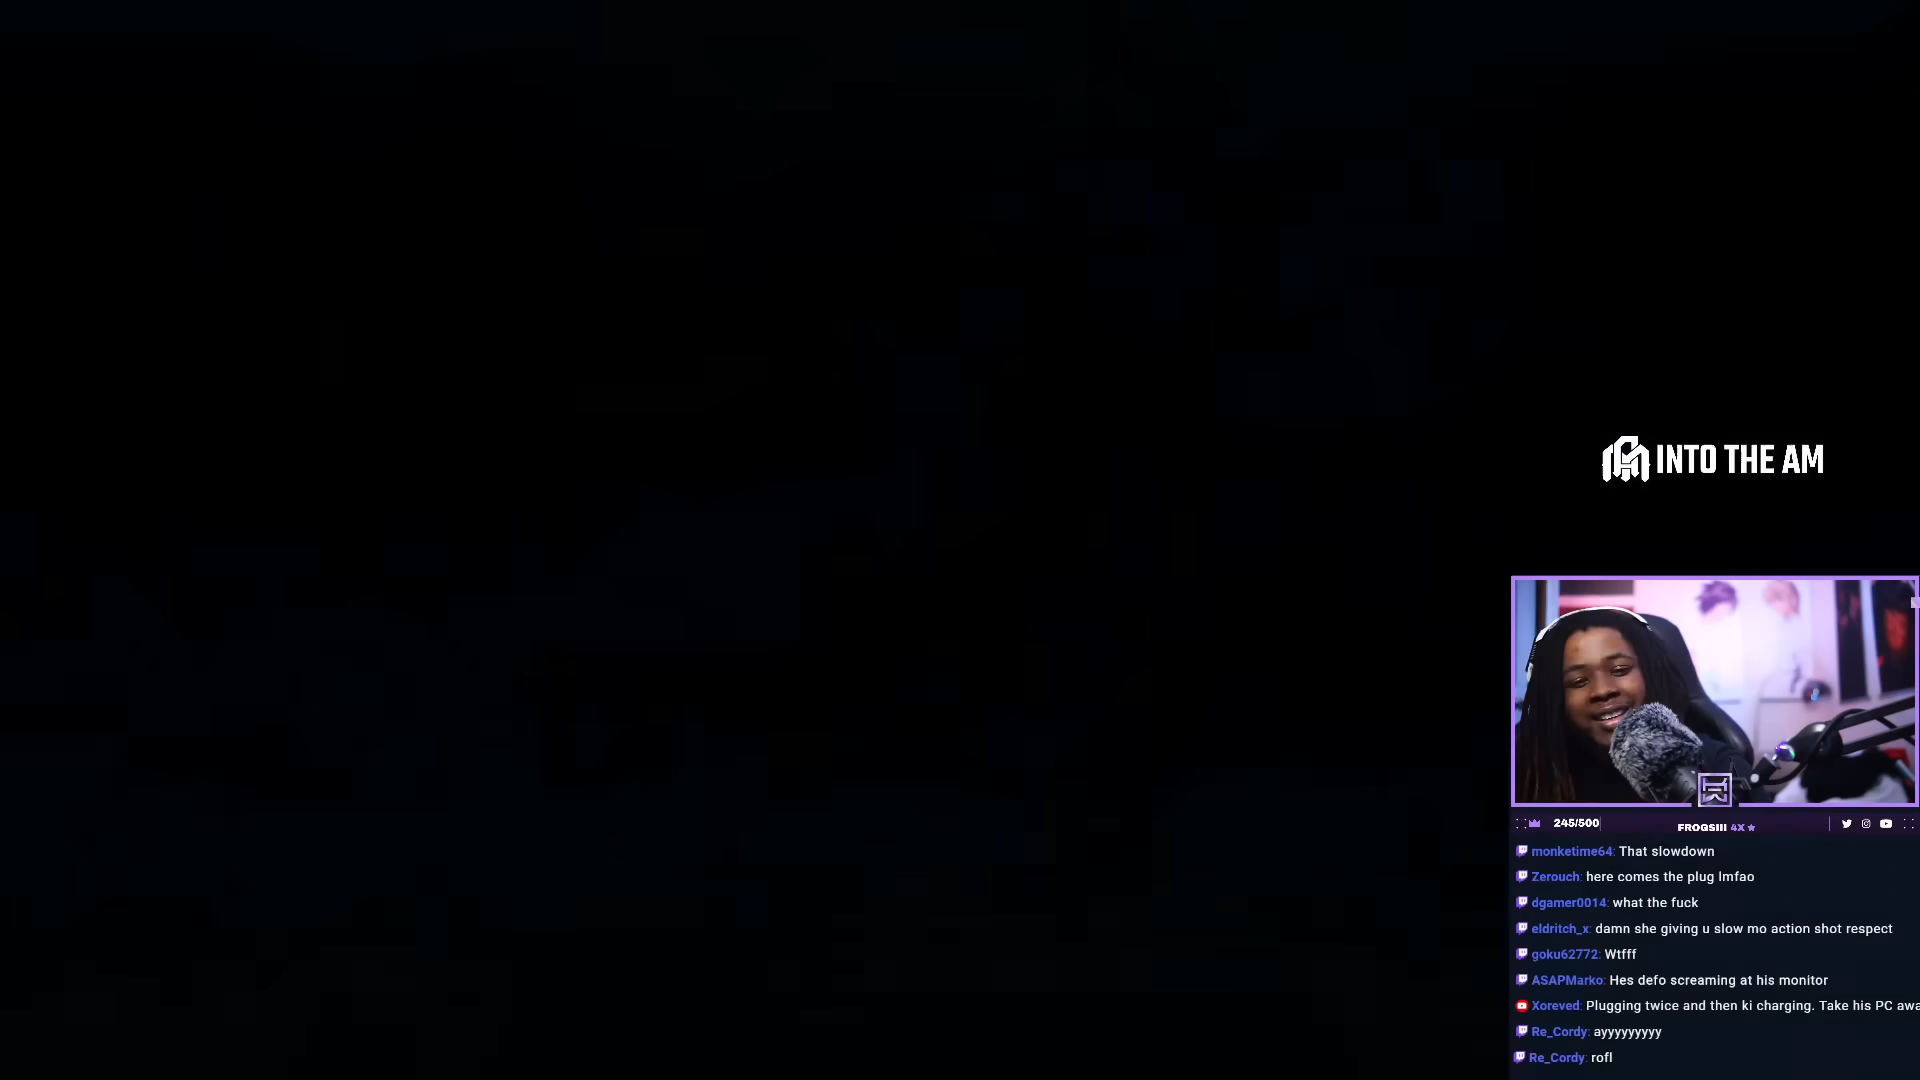 INTO THE AM
245/500
FROGSIII 4X
monketime64: That slowdown
Zerouch: here comes the plug lmfao
dgamer0014: what the fuck
eldritch_x: damn she giving u slow mo action shot respect
goku62772: Wtfff
ASAPMarko: Hes defo screaming at his monitor
Xoreved: Plugging twice and then ki charging. Take his PC awa
Re_Cordy: ayyyyyyyyy
Re_Cordy: rofl